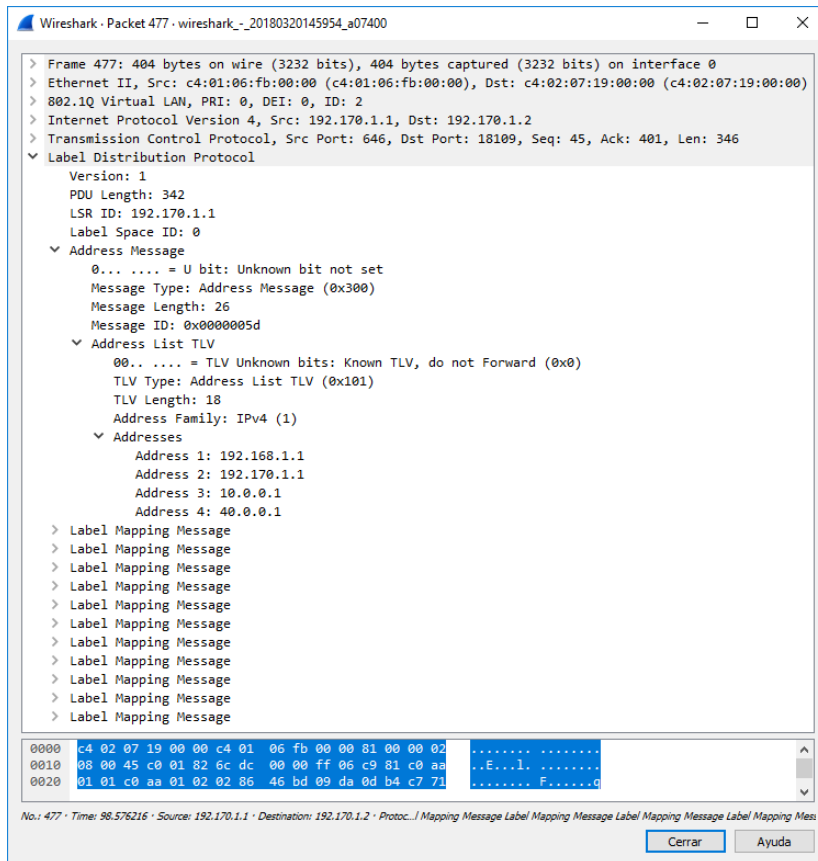 Wireshark · Packet 477 · wireshark_-_20180320145954_a07400
Frame 477: 404 bytes on wire (3232 bits), 404 bytes captured (3232 bits) on interface 0
Ethernet II, Src: c4:01:06:fb:00:00 (c4:01:06:fb:00:00), Dst: c4:02:07:19:00:00 (c4:02:07:19:00:00)
802.1Q Virtual LAN, PRI: 0, DEI: 0, ID: 2
Internet Protocol Version 4, Src: 192.170.1.1, Dst: 192.170.1.2
Transmission Control Protocol, Src Port: 646, Dst Port: 18109, Seq: 45, Ack: 401, Len: 346
Label Distribution Protocol
Version: 1
PDU Length: 342
LSR ID: 192.170.1.1
Label Space ID: 0
Address Message
0... .... = U bit: Unknown bit not set
Message Type: Address Message (0x300)
Message Length: 26
Message ID: 0x0000005d
Address List TLV
00.. .... = TLV Unknown bits: Known TLV, do not Forward (0x0)
TLV Type: Address List TLV (0x101)
TLV Length: 18
Address Family: IPv4 (1)
Addresses
Address 1: 192.168.1.1
Address 2: 192.170.1.1
Address 3: 10.0.0.1
Address 4: 40.0.0.1
Label Mapping Message
Label Mapping Message
Label Mapping Message
Label Mapping Message
Label Mapping Message
Label Mapping Message
Label Mapping Message
Label Mapping Message
Label Mapping Message
Label Mapping Message
Label Mapping Message
0000 c4 02 07 19 00 00 c4 01 06 fb 00 00 81 00 00 02 ........ ........
0010 08 00 45 c0 01 82 6c dc 00 00 ff 06 c9 81 c0 aa ..E...l. ........
0020 01 01 c0 aa 01 02 02 86 46 bd 09 da 0d b4 c7 71 ........ F......q
No.: 477 · Time: 98.576216 · Source: 192.170.1.1 · Destination: 192.170.1.2 · Protoc...l Mapping Message Label Mapping Message Label Mapping Message Label Mapping Mes
Cerrar Ayuda